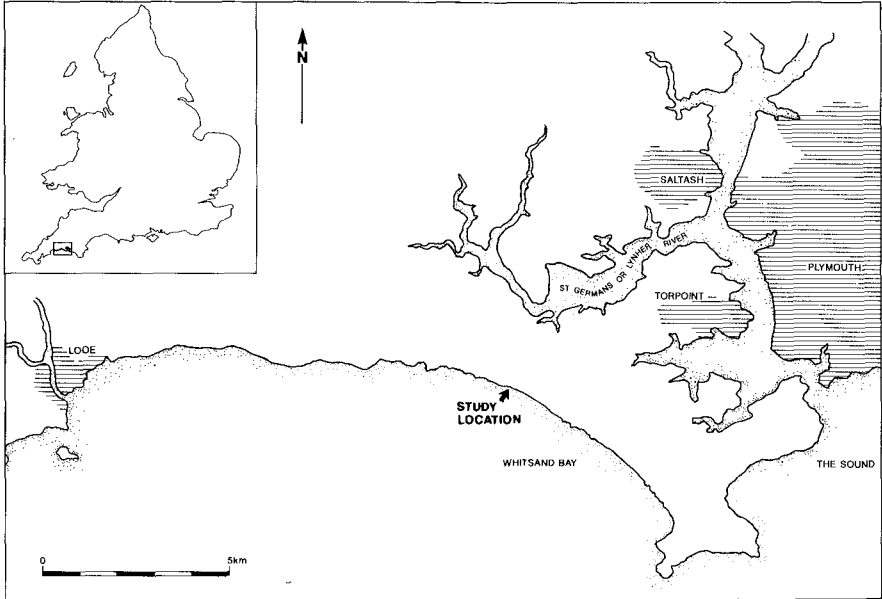 N
SALTASH
ST GERMANS OR LYNHER RIVER
PLYMOUTH
TORPOINT
LOOE
STUDY
LOCATION
WHITSAND BAY
THE SOUND
0 5km